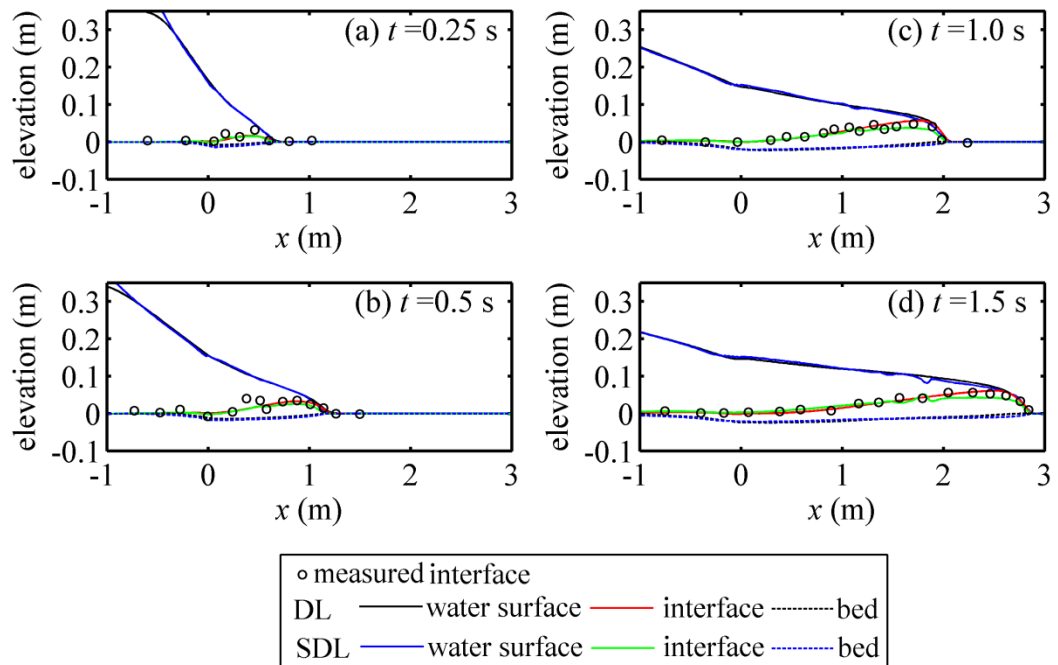 (a) t=0.25 s
elevation (m)
0.3
0.2
0.1
0
-0.1
-1 0 1 2 3
x (m)
(c) t=1.0 s
elevation (m)
0.3
0.2
0.1
0
-0.1
-1 0 1 2 3
x (m)
(b) t=0.5 s
elevation (m)
0.3
0.2
0.1
0
-0.1
-1 0 1 2 3
x (m)
(d) t=1.5 s
elevation (m)
0.3
0.2
0.1
0
-0.1
-1 0 1 2 3
x (m)
measured interface
DL water surface interface bed
SDL water surface interface bed